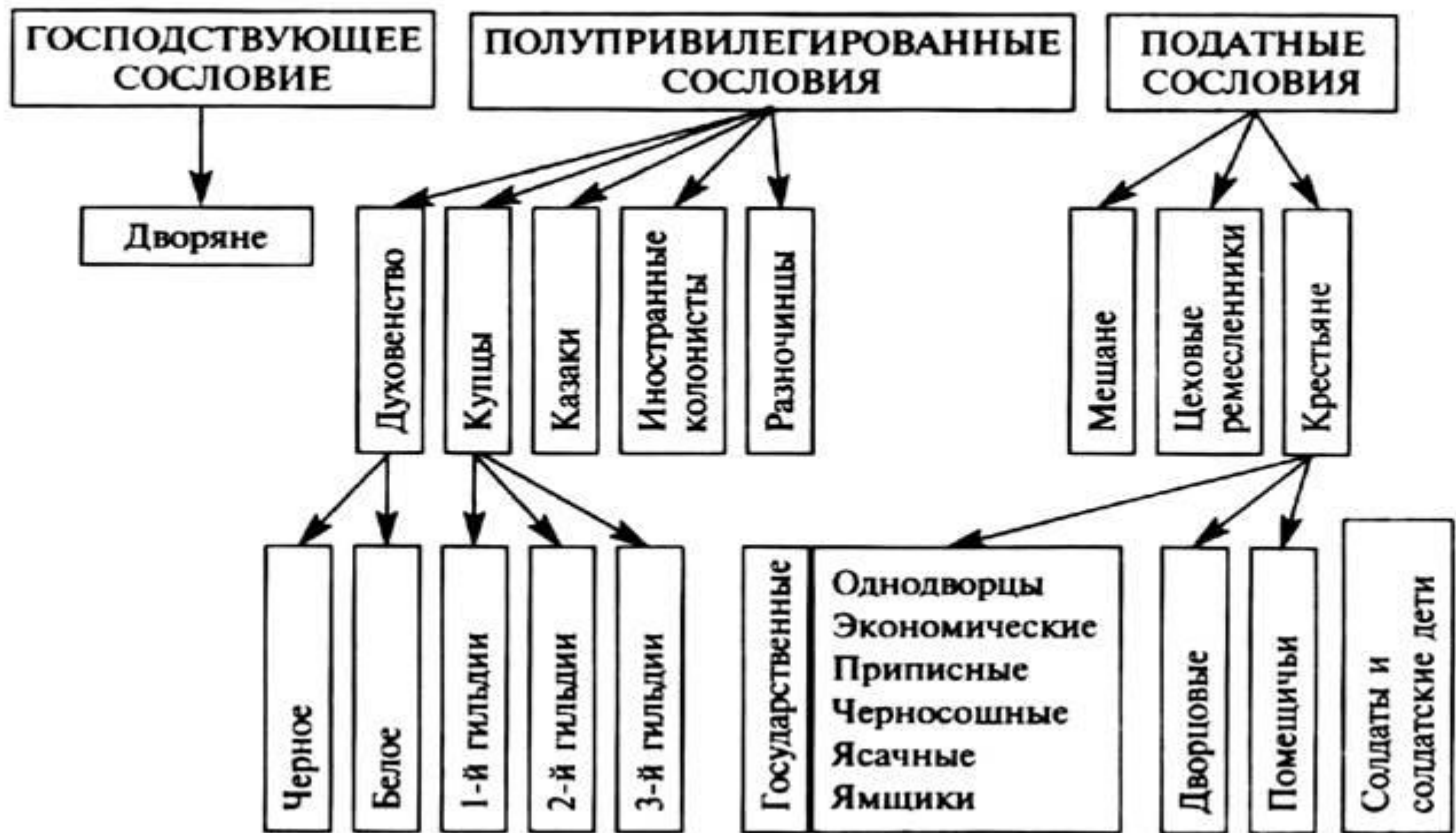 ГОСПОДСТВУЮЩЕЕ
СОСЛОВИЕ
ПОЛУПРИВИЛЕГИРОВАННЫЕ
СОСЛОВИЯ
ПОДАТНЫЕ
СОСЛОВИЯ
Дворяне
Духовенство
Купцы
Казаки
Иностранные
колонисты
Разночинцы
Мещане
Цеховые
ремесленники
Крестьяне
Черное
Белое
1-й гильдии
2-й гильдии
3-й гильдии
Государственные
Однодворцы
Экономические
Приписные
Черносошные
Ясачные
Ямщики
Дворцовые
Помещичьи
Солдаты и
солдатские дети